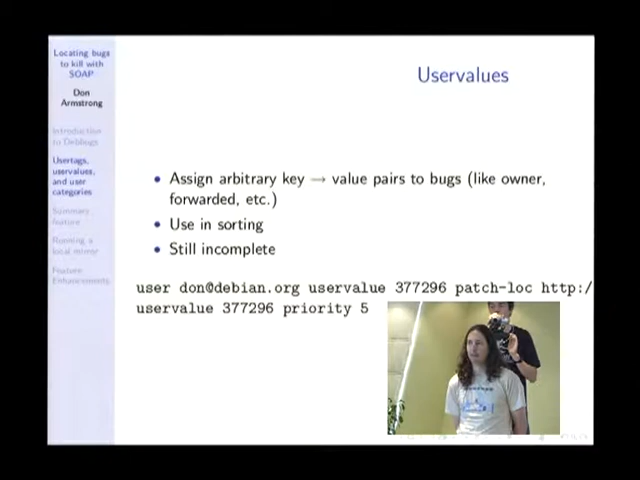 Locating bugs
to kill with
SOAP
Don
Armstrong
Introduction
to Debbugs
Usertags,
uservalues,
and user
categories
Summary
feature
Running a
local mirror
Feature
Enhancements
Uservalues
• Assign arbitrary key → value pairs to bugs (like owner,
forwarded, etc.)
• Use in sorting
• Still incomplete
user don@debian.org uservalue 377296 patch-loc http:/
uservalue 377296 priority 5